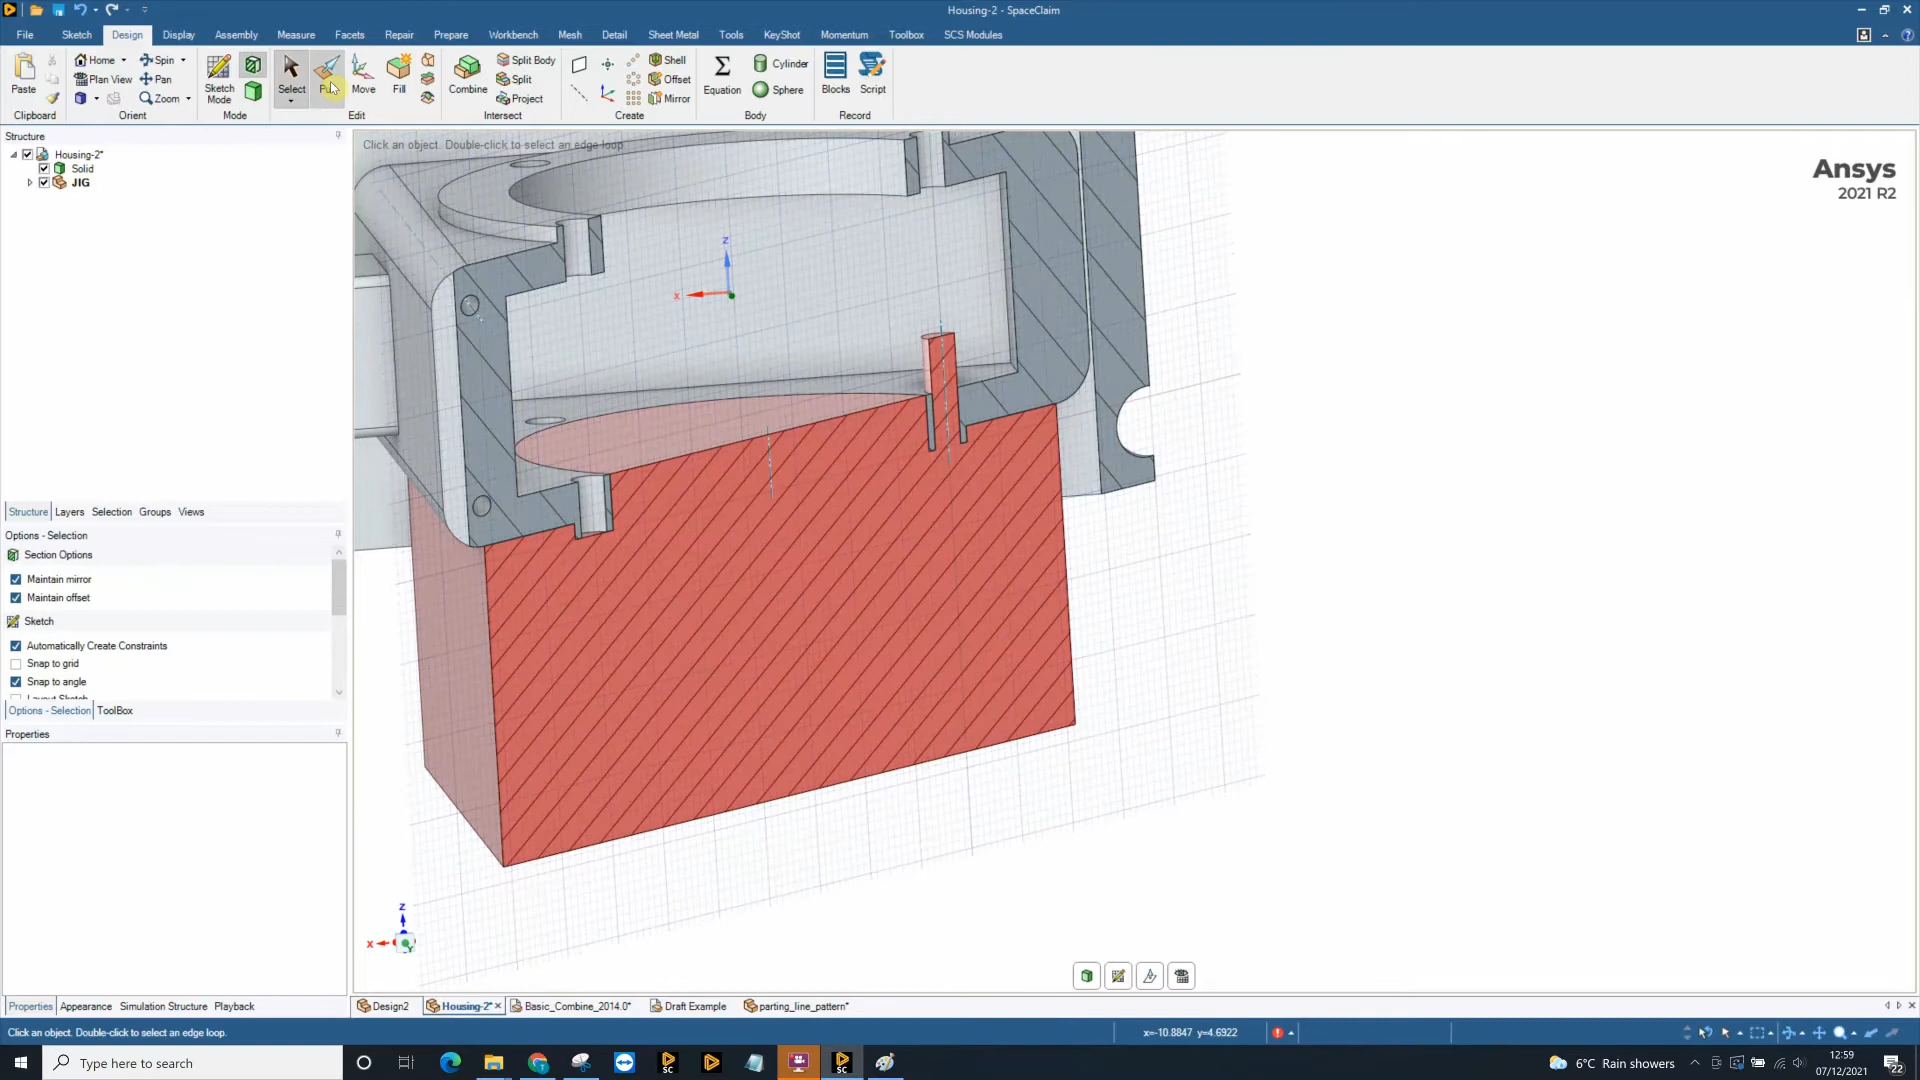 Housing-2 - SpaceClaim
File Sketch Design Display Assembly Measure Facets Repair Prepare Workbench Mesh Detail Sheet Metal Tools KeyShot Momentum Toolbox SCS Modules
Home Spin Split Body Shell Cylinder
Plan View Pan Split Offset
Paste Sketch Mode Select Move Fill Combine Equation Blocks Script
Zoom Project Mirror Sphere
Clipboard Orient Mode Edit Intersect Create Body Record
Structure
Click an object. Double-click to select an edge loop
Housing-2*
Solid
JIG
Ansys
2021 R2
z
x
Structure Layers Selection Groups Views
Options - Selection
Section Options
Maintain mirror
Maintain offset
Sketch
Automatically Create Constraints
Snap to grid
Snap to angle
Options - Selection ToolBox
Properties
z
x
Properties Appearance Simulation Structure Playback
Design2 Housing-2* Basic_Combine_2014.0* Draft Example parting_line_pattern*
Click an object. Double-click to select an edge loop.
x=-10.8847 y=4.6922
Type here to search
SC
SC
6°C Rain showers
12:59
07/12/2021
22